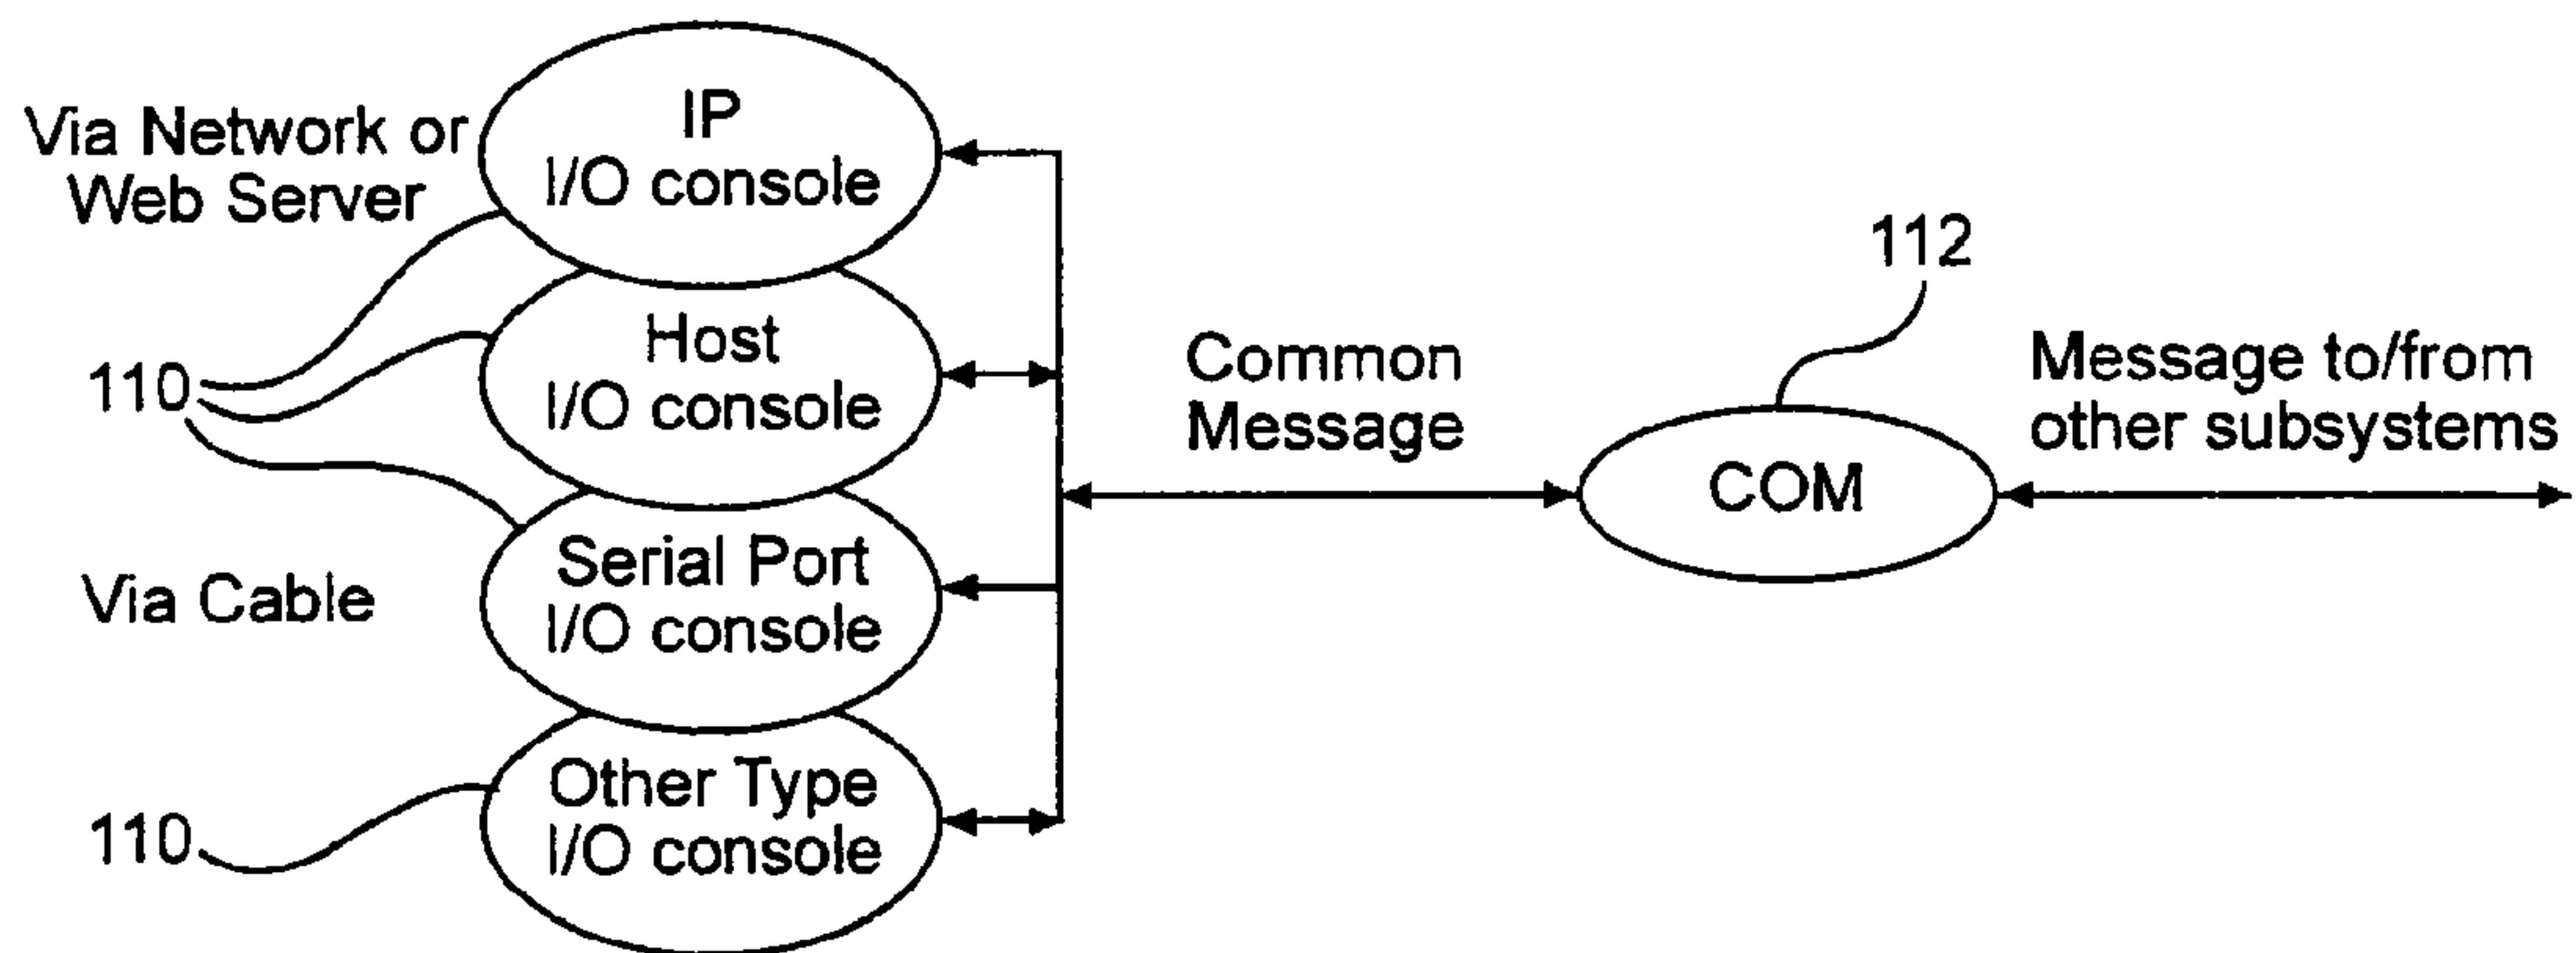 Via Network or
Web Server
IP
I/O console
Host
I/O console
110
Via Cable
Serial Port
I/O console
110
Other Type
I/O console
Common
Message
112
COM
Message to/from
other subsystems